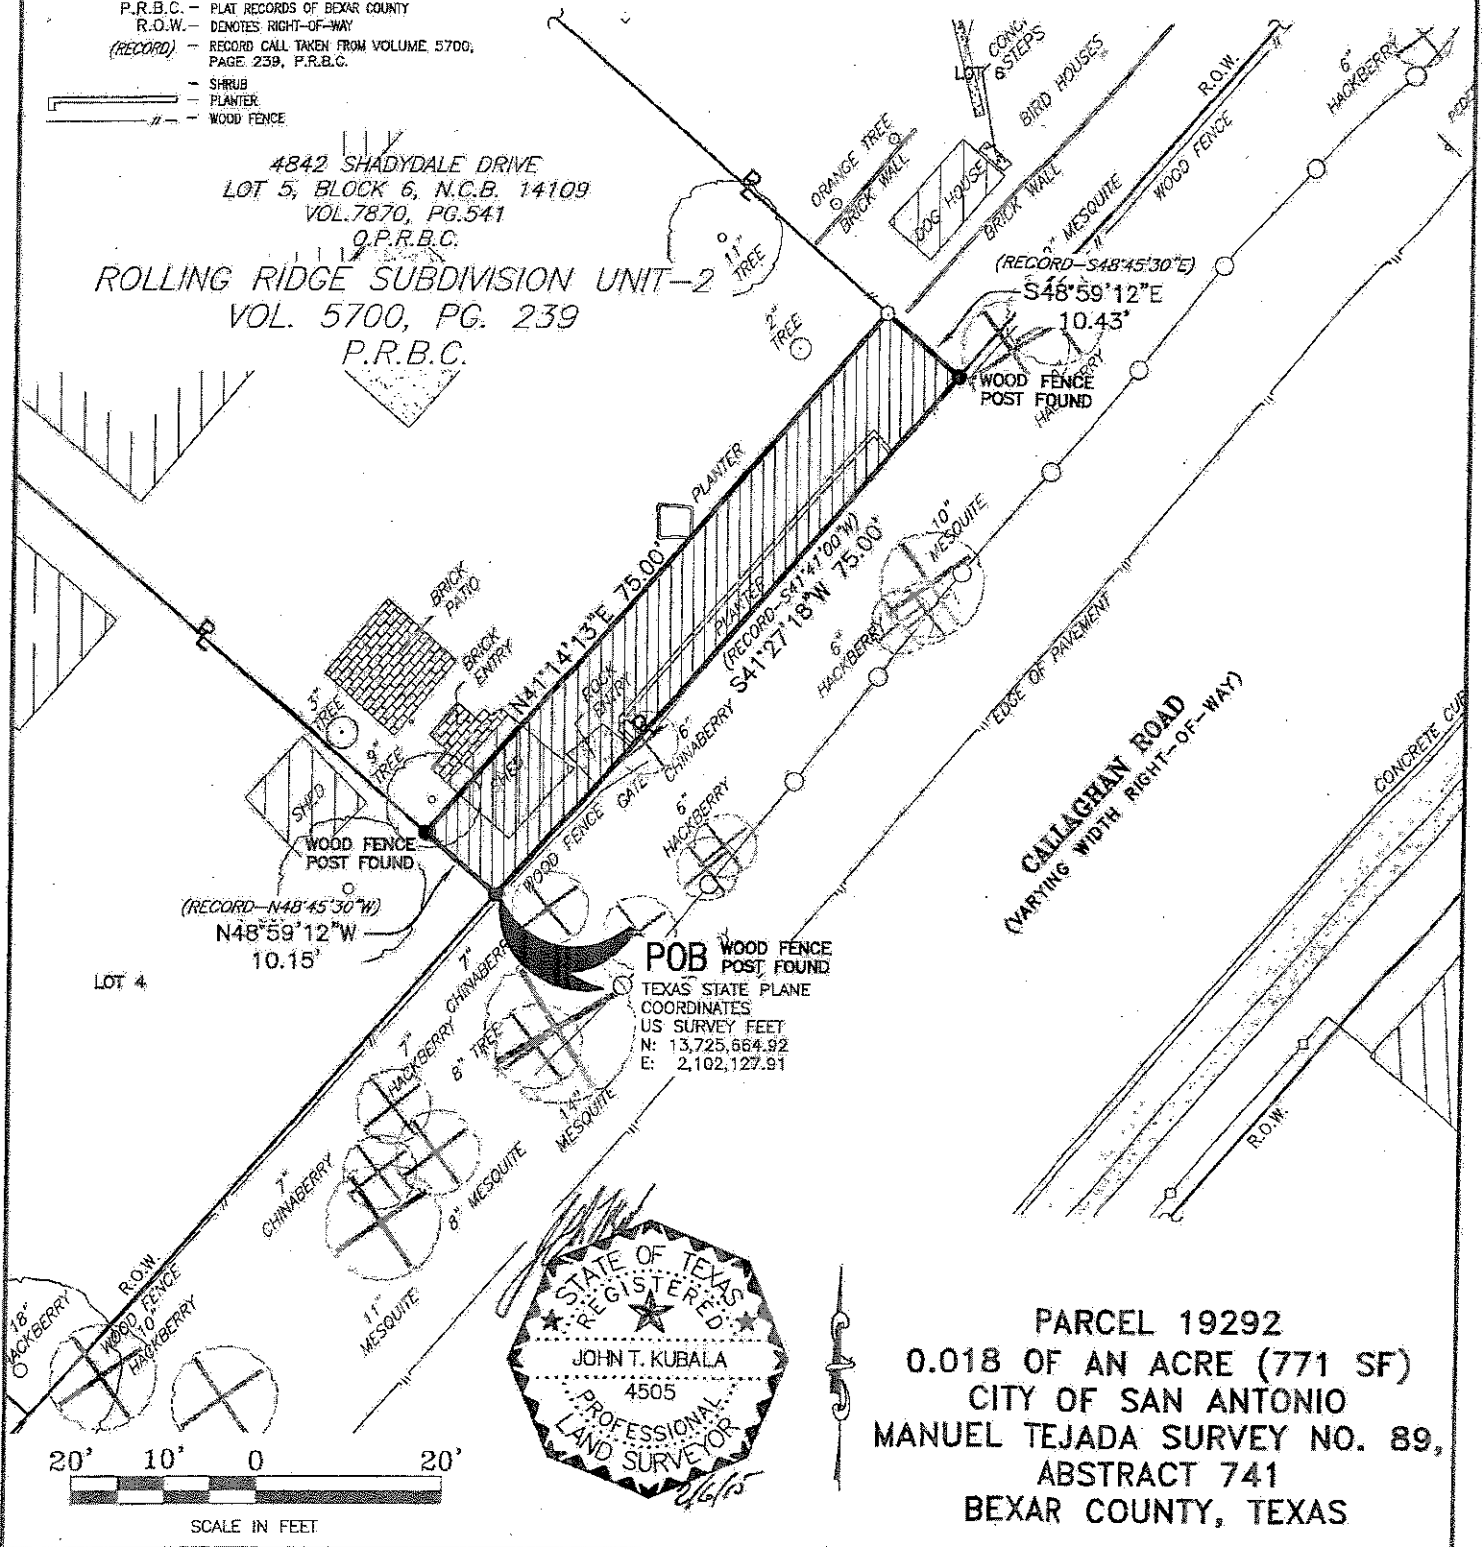 P.R.B.C. - PLAT RECORDS OF BEXAR COUNTY
R.O.W. - DENOTES RIGHT-OF-WAY
(RECORD) - RECORD CALL TAKEN FROM VOLUME 5700,
PAGE 239, P.R.B.C.
- SHRUB
- PLANTER
- WOOD FENCE
4842 SHADYDALE DRIVE
LOT 5, BLOCK 6, N.C.B. 14109
VOL.7870, PG.541
O.P.R.B.C.
ROLLING RIDGE SUBDIVISION UNIT-2
VOL. 5700, PG. 239
P.R.B.C.
LOT 6
CONC
STEPS
BIRD HOUSES
R.O.W.
WOOD FENCE
6"
HACKBERRY
ORANGE TREE
BRICK WALL
DOG HOUSE
BRICK WALL
MESQUITE
11"
TREE
2"
TREE
(RECORD-S48°45'30"E)
S48°59'12"E
10.43'
WOOD FENCE
POST FOUND
PLANTER
N41°14'13"E 75.00'
PLANTER
(RECORD-S41°41'00"W)
S41°27'18"W 75.00'
10"
MESQUITE
6"
HACKBERRY
EDGE OF PAVEMENT
CALLAGHAN ROAD
(VARYING WIDTH RIGHT-OF-WAY)
BRICK
PATIO
BRICK
ENTRY
ROCK
ENTRY
3"
TREE
9"
TREE
SHED
SHED
WOOD FENCE
POST FOUND
(RECORD-N48°45'30"W)
N48°59'12"W
10.15'
LOT 4
WOOD FENCE GATE
6"
CHINABERRY
6"
HACKBERRY
POB WOOD FENCE
POST FOUND
TEXAS STATE PLANE
COORDINATES
US SURVEY FEET
N: 13,725,664.92
E: 2,102,127.91
7"
CHINABERRY
7"
HACKBERRY
8" TREE
14"
MESQUITE
7"
CHINABERRY
8" MESQUITE
11"
MESQUITE
R.O.W.
WOOD FENCE
10"
HACKBERRY
18"
HACKBERRY
R.O.W.
STATE OF TEXAS
REGISTERED
JOHN T. KUBALA
4505
PROFESSIONAL
LAND SURVEYOR
2/6/15
PARCEL 19292
0.018 OF AN ACRE (771 SF)
CITY OF SAN ANTONIO
MANUEL TEJADA SURVEY NO. 89,
ABSTRACT 741
BEXAR COUNTY, TEXAS
20' 10' 0 20'
SCALE IN FEET